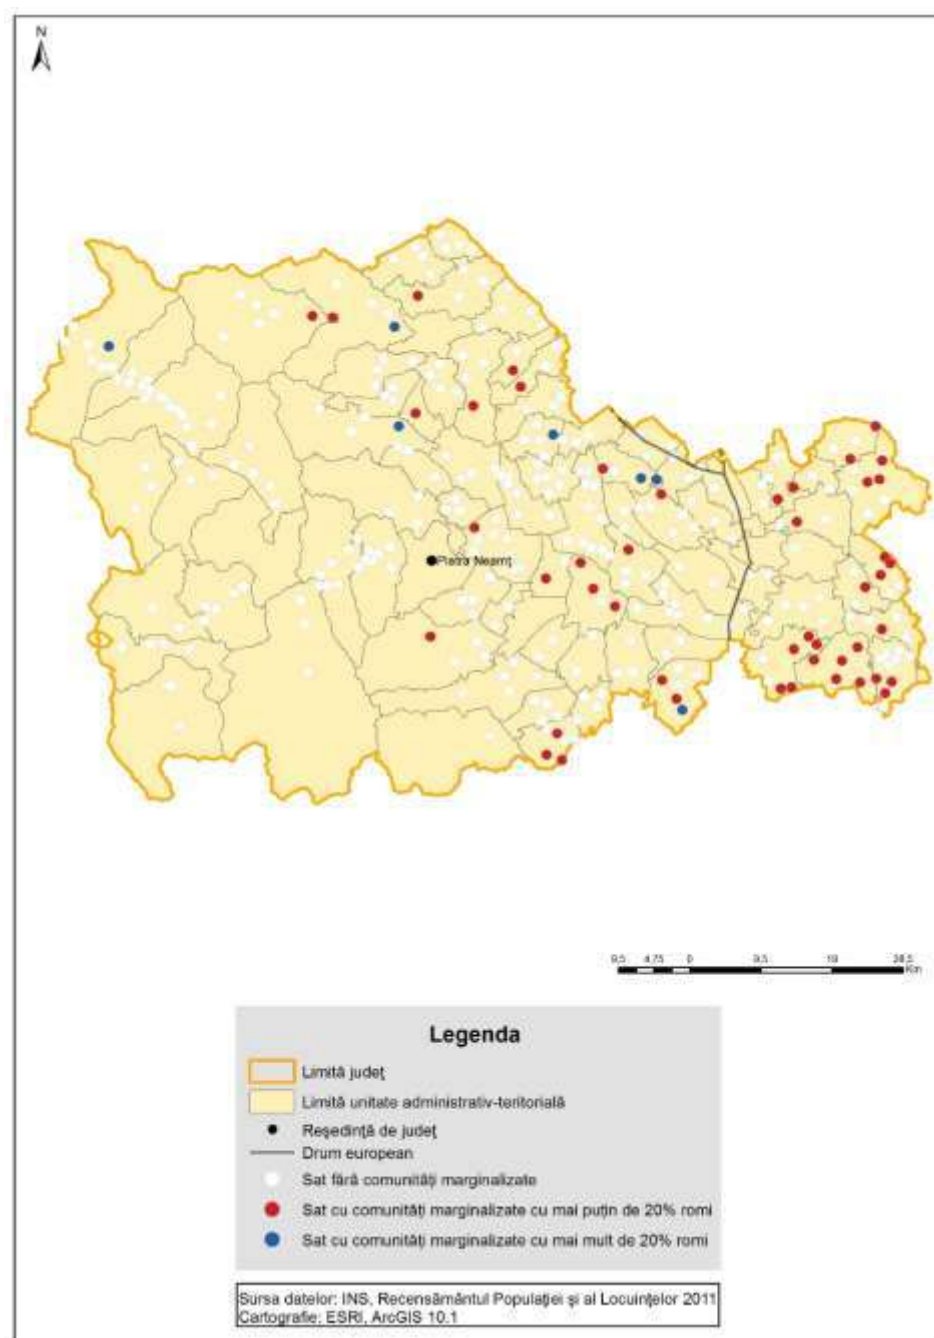 N
Piatra Neamț
9,5 4,75 0 9,5 19 28,5
Km
Legenda
Limită județ
Limită unitate administrativ-teritorială
Reședință de județ
Drum european
Sat fără comunități marginalizate
Sat cu comunități marginalizate cu mai puțin de 20% romi
Sat cu comunități marginalizate cu mai mult de 20% romi
Sursa datelor: INS, Recensământul Populației și al Locuințelor 2011
Cartografie: ESRI, ArcGIS 10.1